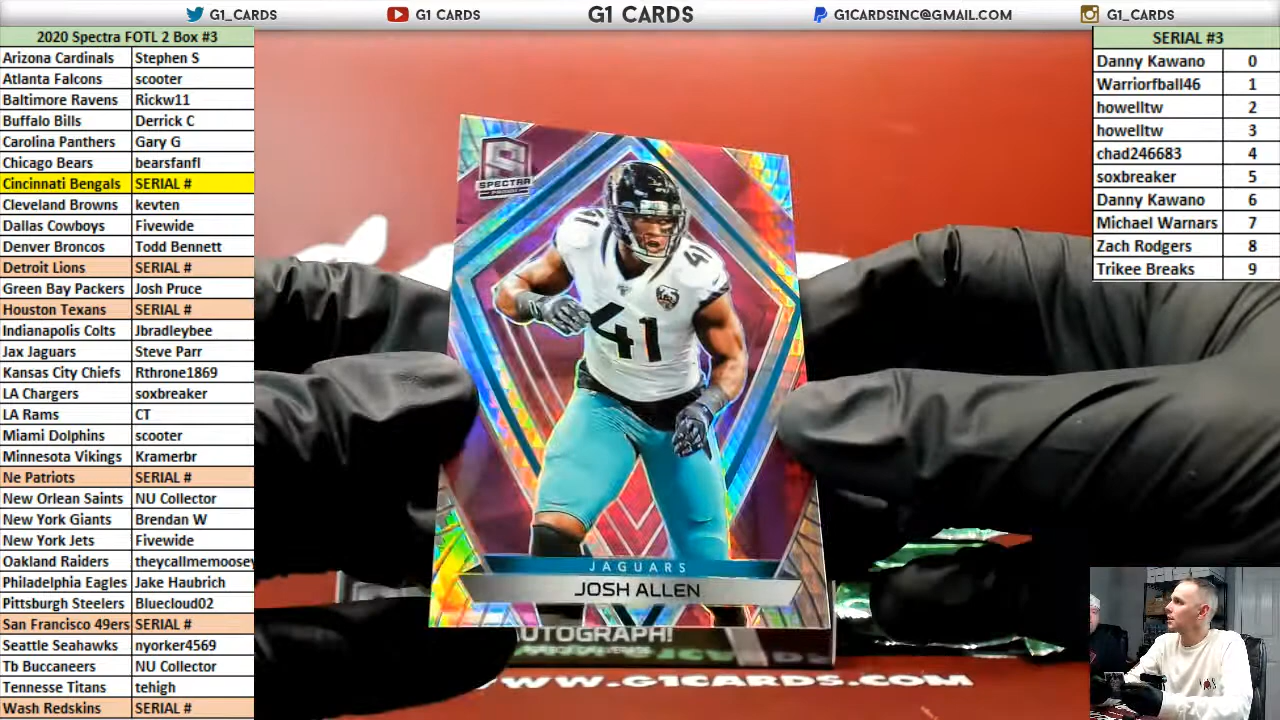 G1_CARDS
G1 CARDS
G1 CARDS
G1CARDSINC@GMAIL.COM
G1_CARDS
2020 Spectra FOTL 2 Box #3
Arizona Cardinals Stephen S
Atlanta Falcons scooter
Baltimore Ravens Rickw11
Buffalo Bills Derrick C
Carolina Panthers Gary G
Chicago Bears bearsfanfl
Cincinnati Bengals SERIAL #
Cleveland Browns kevten
Dallas Cowboys Fivewide
Denver Broncos Todd Bennett
Detroit Lions SERIAL #
Green Bay Packers Josh Pruce
Houston Texans SERIAL #
Indianapolis Colts Jbradleybee
Jax Jaguars Steve Parr
Kansas City Chiefs Rthrone1869
LA Chargers soxbreaker
LA Rams CT
Miami Dolphins scooter
Minnesota Vikings Kramerbr
Ne Patriots SERIAL #
New Orlean Saints NU Collector
New York Giants Brendan W
New York Jets Fivewide
Oakland Raiders theycallmemoosey
Philadelphia Eagles Jake Haubrich
Pittsburgh Steelers Bluecloud02
San Francisco 49ers SERIAL #
Seattle Seahawks nyorker4569
Tb Buccaneers NU Collector
Tennesse Titans tehigh
Wash Redskins SERIAL #
SERIAL #3
Danny Kawano 0
Warriorfball46 1
howelltw 2
howelltw 3
chad246683 4
soxbreaker 5
Danny Kawano 6
Michael Warnars 7
Zach Rodgers 8
Trikee Breaks 9
S
SPECTRA
PANINI
41
41
41
JAGUARS
JOSH ALLEN
AUTOGRAPH!
WWW.G1CARDS.COM